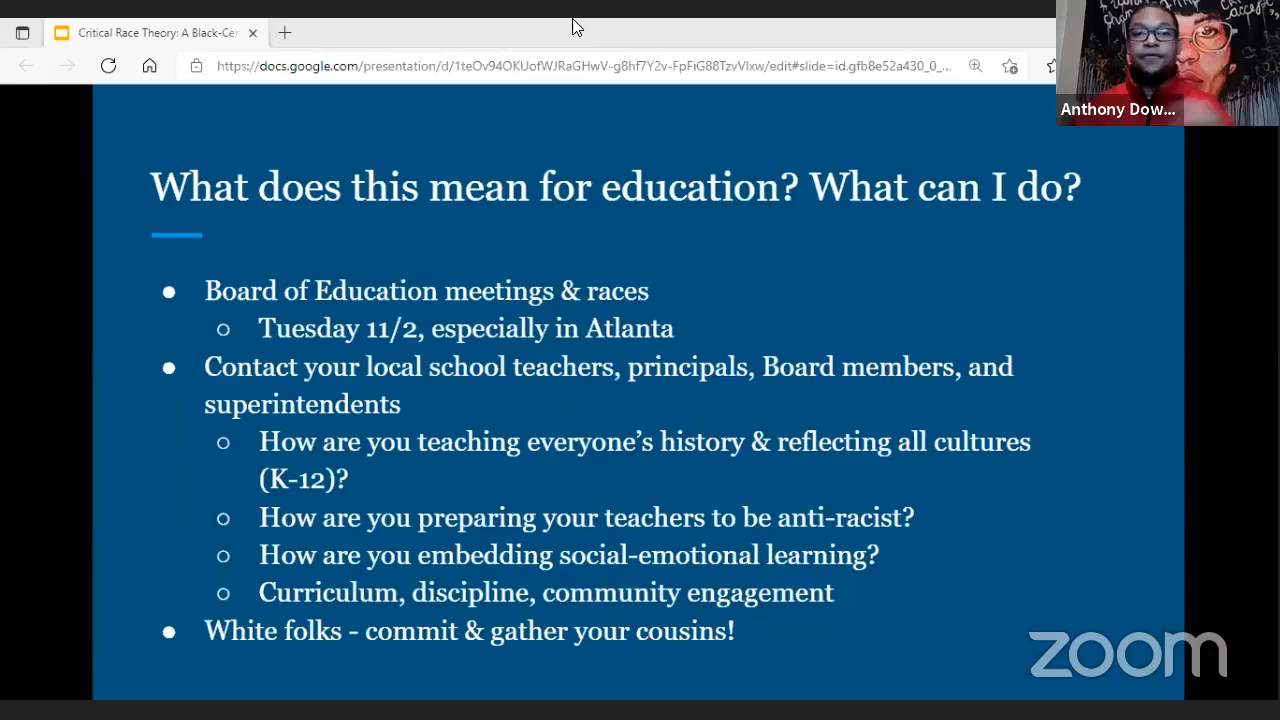 Critical Race Theory: A Black-Cer
https://docs.google.com/presentation/d/1teOv94OKUofWJRaGHwV-g8hf7Y2v-FpFiG88TzvVlxw/edit#slide=id.gfb8e52a430_0_...
Anthony Dow...
What does this mean for education? What can I do?
● Board of Education meetings & races
○ Tuesday 11/2, especially in Atlanta
● Contact your local school teachers, principals, Board members, and
superintendents
○ How are you teaching everyone’s history & reflecting all cultures
(K-12)?
○ How are you preparing your teachers to be anti-racist?
○ How are you embedding social-emotional learning?
○ Curriculum, discipline, community engagement
● White folks - commit & gather your cousins!
zoom